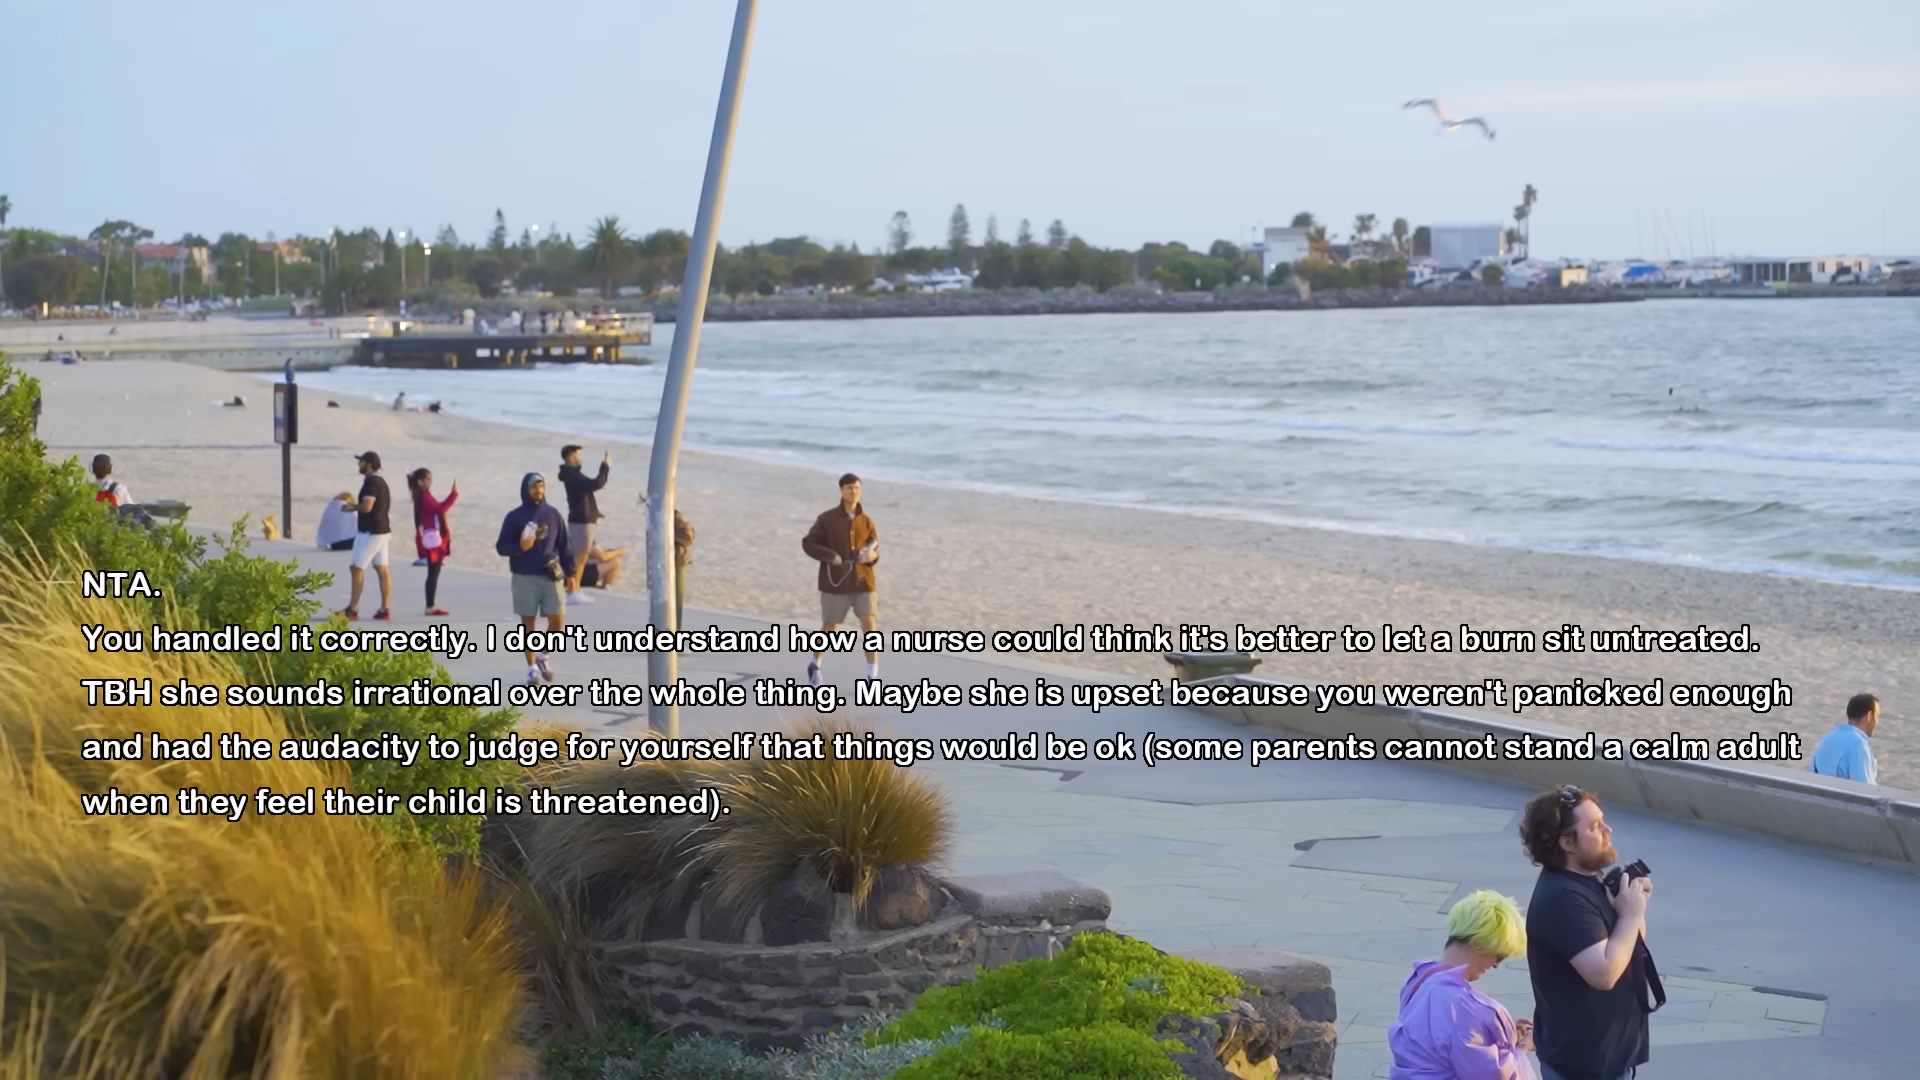 NTA.
You handled it correctly. I don't understand how a nurse could think it's better to let a burn sit untreated.
TBH she sounds irrational over the whole thing. Maybe she is upset because you weren't panicked enough
and had the audacity to judge for yourself that things would be ok (some parents cannot stand a calm adult
when they feel their child is threatened).